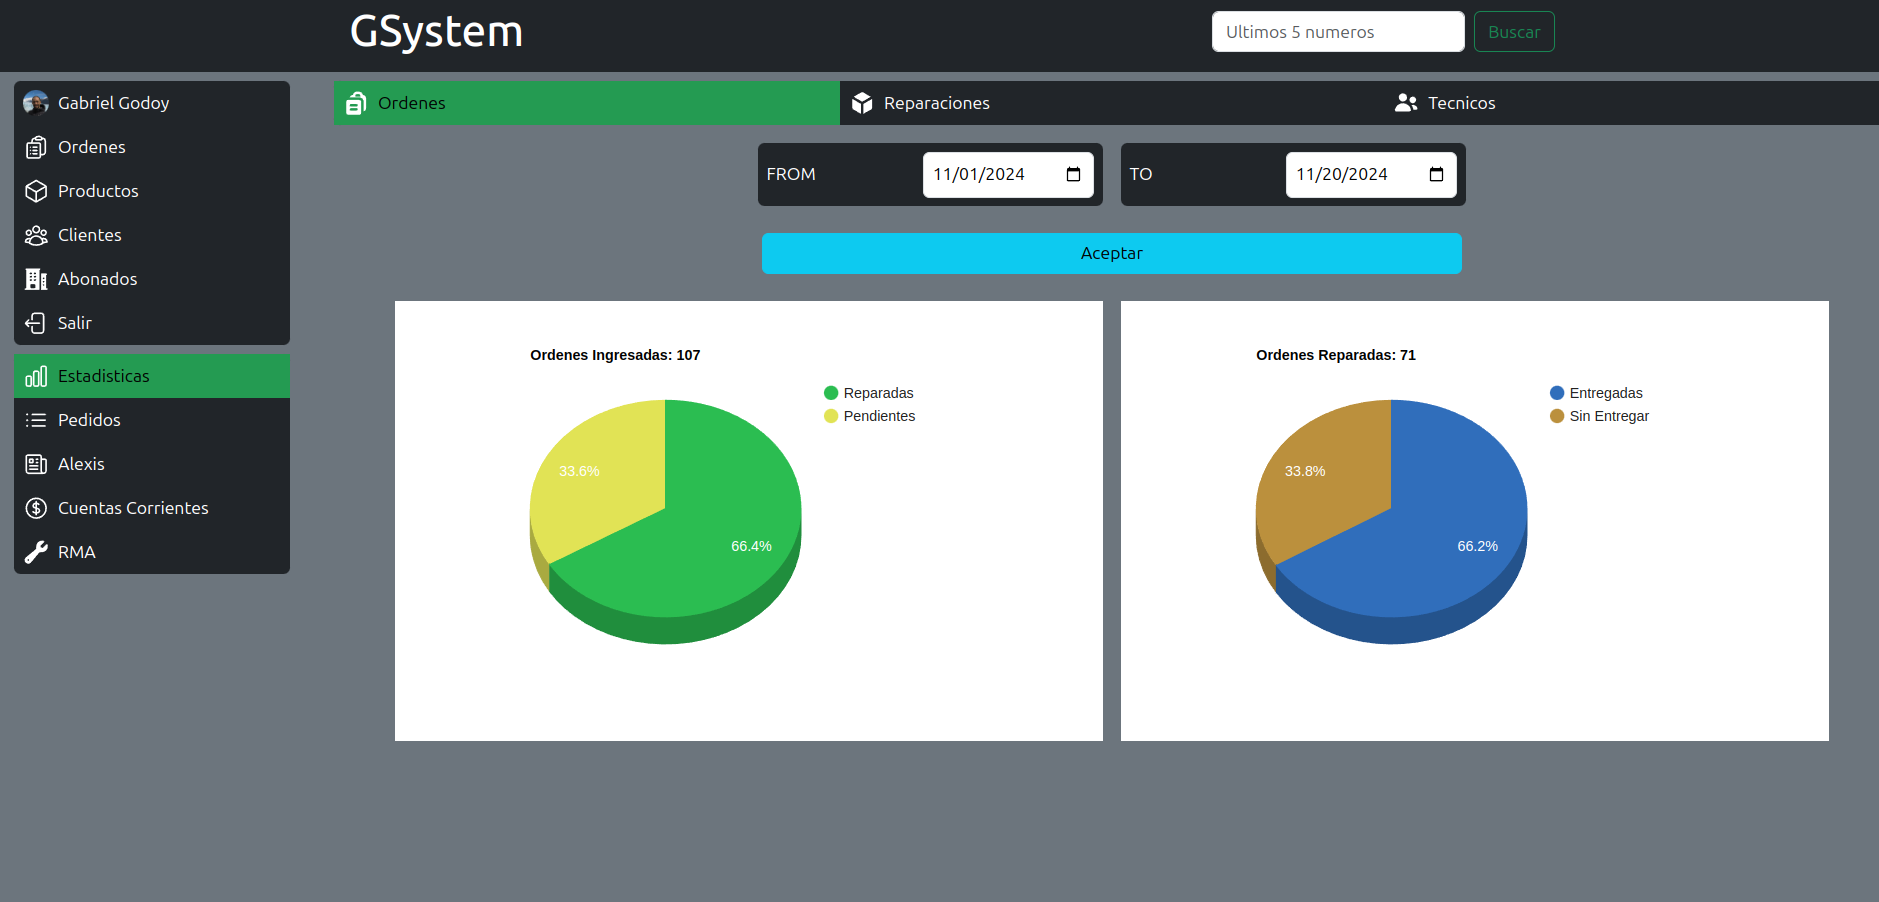 GSystem
Ultimos 5 numeros
Buscar
Gabriel Godoy
Ordenes
Productos
Clientes
Abonados
Salir
Estadisticas
Pedidos
Alexis
Cuentas Corrientes
RMA
Ordenes
Reparaciones
Tecnicos
FROM
11/01/2024
TO
11/20/2024
Aceptar
Ordenes Ingresadas: 107
Reparadas
Pendientes
33.6%
66.4%
Ordenes Reparadas: 71
Entregadas
Sin Entregar
33.8%
66.2%